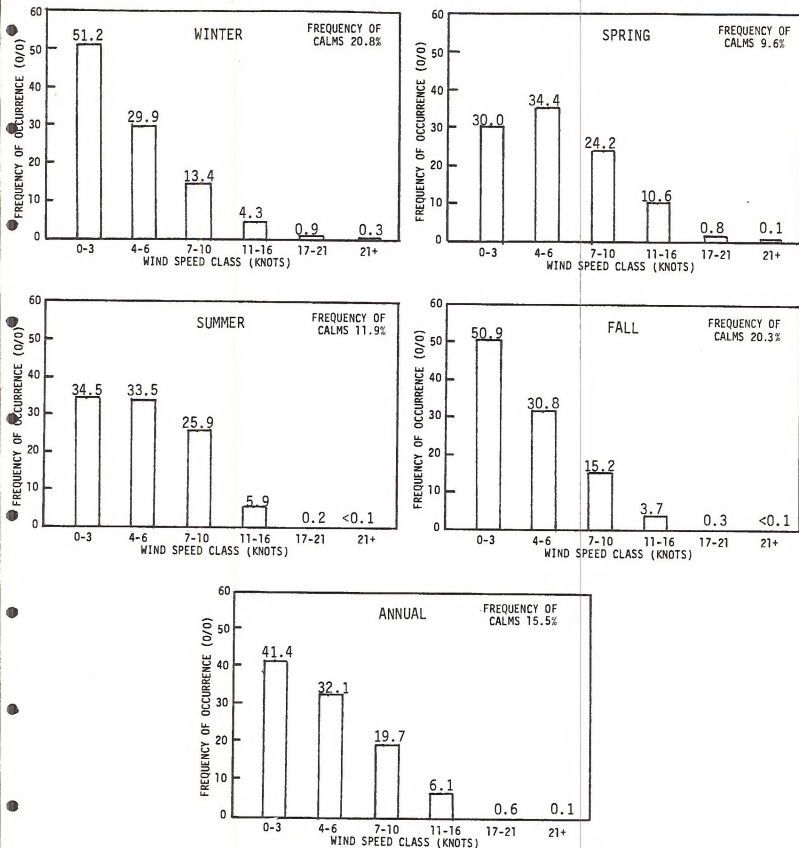 WINTER
FREQUENCY OF
CALMS 20.8%
FREQUENCY OF OCCURRENCE (0/0)
60
50
40
30
20
10
0
51.2
29.9
13.4
4.3
0.9
0.3
0-3 4-6 7-10 11-16 17-21 21+
WIND SPEED CLASS (KNOTS)
SPRING
FREQUENCY OF
CALMS 9.6%
FREQUENCY OF OCCURRENCE (0/0)
60
50
40
30
20
10
0
30.0
34.4
24.2
10.6
0.8
0.1
0-3 4-6 7-10 11-16 17-21 21+
WIND SPEED CLASS (KNOTS)
SUMMER
FREQUENCY OF
CALMS 11.9%
FREQUENCY OF OCCURRENCE (0/0)
60
50
40
30
20
10
0
34.5
33.5
25.9
5.9
0.2
<0.1
0-3 4-6 7-10 11-16 17-21 21+
WIND SPEED CLASS (KNOTS)
FALL
FREQUENCY OF
CALMS 20.3%
FREQUENCY OF OCCURRENCE (0/0)
60
50
40
30
20
10
0
50.9
30.8
15.2
3.7
0.3
<0.1
0-3 4-6 7-10 11-16 17-21 21+
WIND SPEED CLASS (KNOTS)
ANNUAL
FREQUENCY OF
CALMS 15.5%
FREQUENCY OF OCCURRENCE (0/0)
60
50
40
30
20
10
0
41.4
32.1
19.7
6.1
0.6
0.1
0-3 4-6 7-10 11-16 17-21 21+
WIND SPEED CLASS (KNOTS)